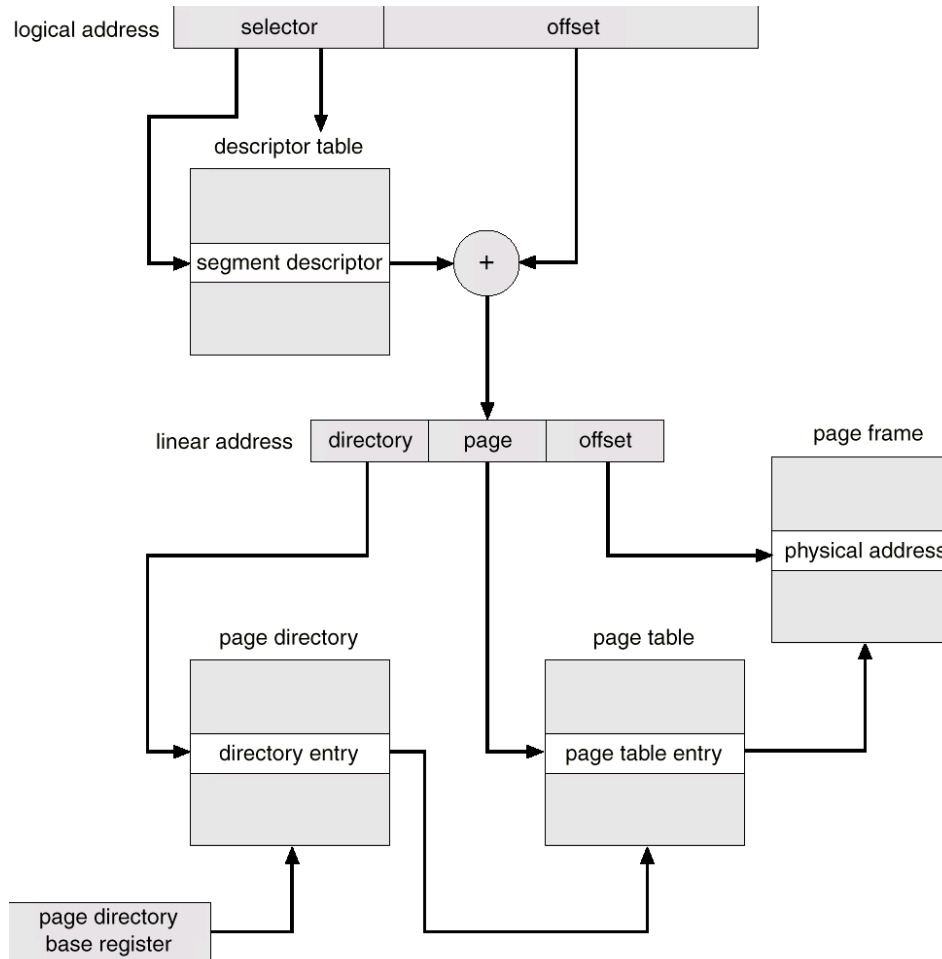 logical address
selector
offset
descriptor table
segment descriptor
+
linear address
directory
page
offset
page frame
physical address
page directory
page table
directory entry
page table entry
page directory
base register